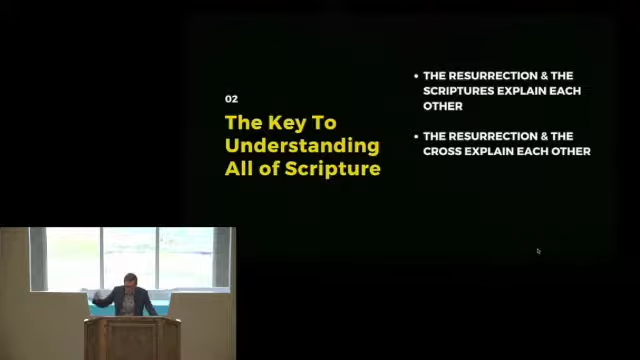 02
The Key To
Understanding
All of Scripture
• THE RESURRECTION & THE
SCRIPTURES EXPLAIN EACH
OTHER
• THE RESURRECTION & THE
CROSS EXPLAIN EACH OTHER